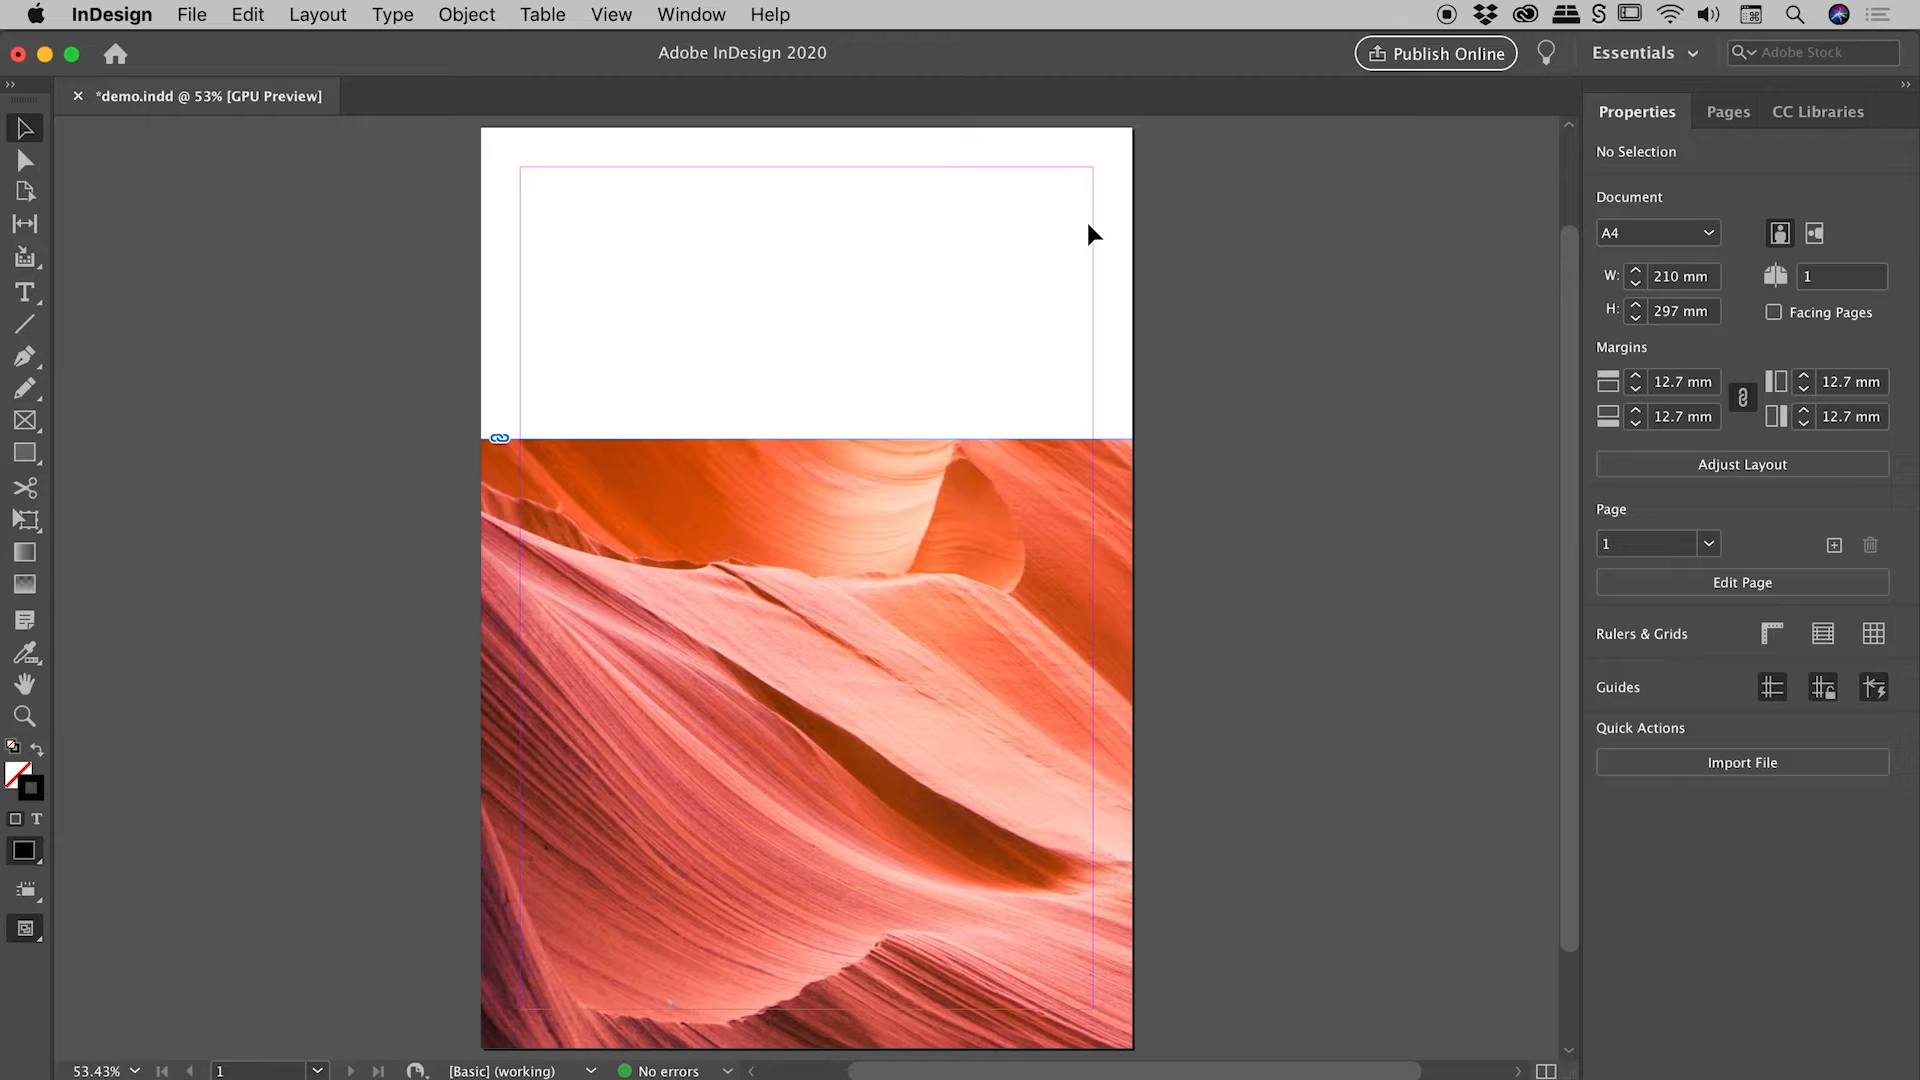 InDesign File Edit Layout Type Object Table View Window Help
Adobe InDesign 2020
Publish Online
Essentials
Adobe Stock
*demo.indd @ 53% [GPU Preview]
Properties Pages CC Libraries
No Selection
Document
A4
W: 210 mm
1
H: 297 mm
Facing Pages
Margins
12.7 mm 12.7 mm
12.7 mm 12.7 mm
Adjust Layout
Page
1
Edit Page
Rulers & Grids
Guides
Quick Actions
Import File
53.43% 1 [Basic] (working) No errors